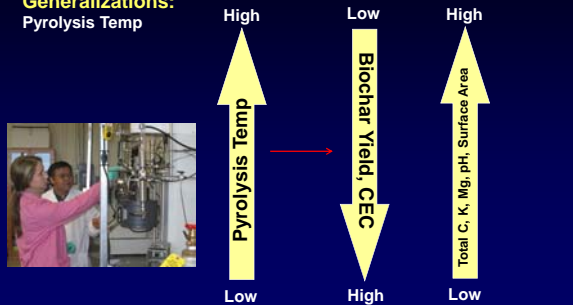 Generalizations:
Pyrolysis Temp
High
Low
High
Pyrolysis Temp
Biochar Yield, CEC
Total C, K, Mg, pH, Surface Area
Low
High
Low